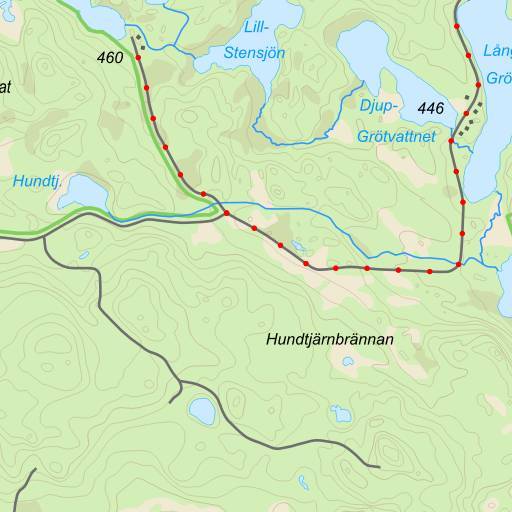 Lill-
Stensjön
460
at
Lång
Grö
Djup-
446
Grötvattnet
Hundtj.
Hundtjärnbrännan